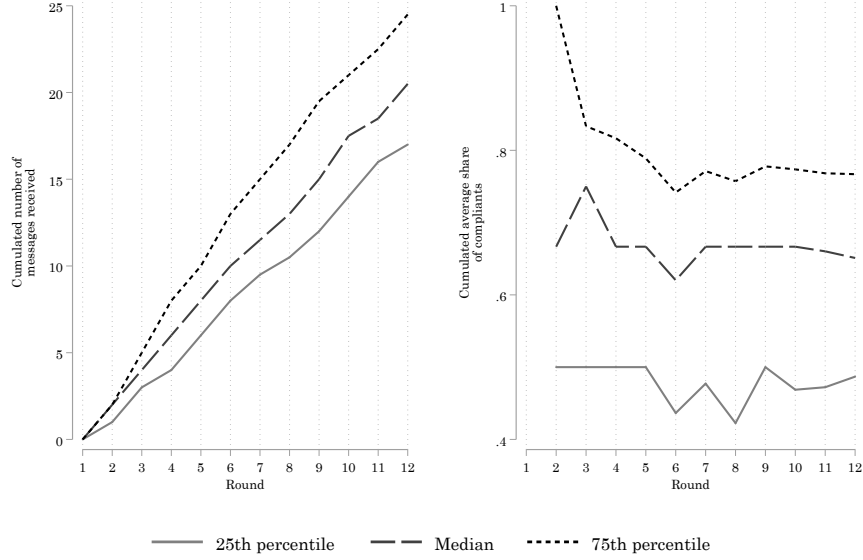 25
20
15
10
5
0
Cumulated number of
messages received
1 2 3 4 5 6 7 8 9 10 11 12
Round
1
.8
.6
.4
Cumulated average share
of compliants
1 2 3 4 5 6 7 8 9 10 11 12
Round
25th percentile Median 75th percentile